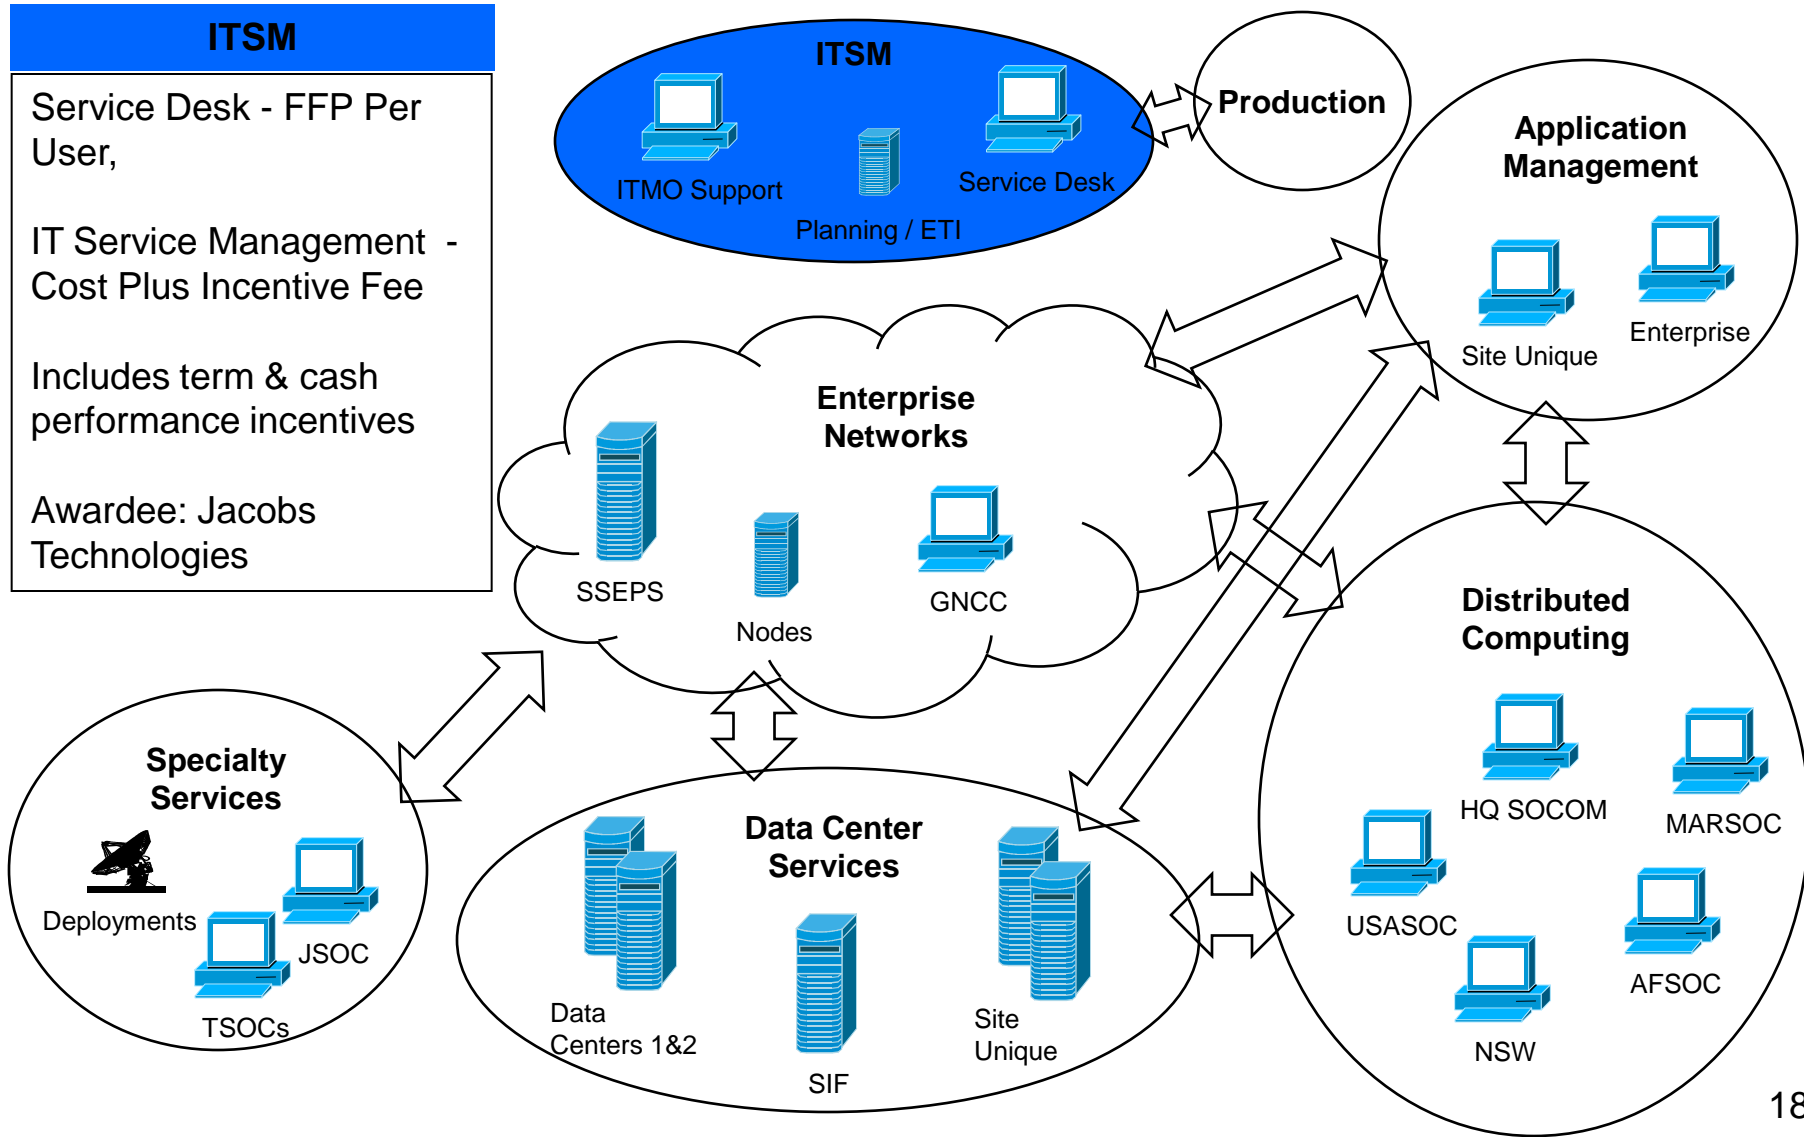 ITSM
Service Desk - FFP Per
User,
IT Service Management -
Cost Plus Incentive Fee
Includes term & cash
performance incentives
Awardee: Jacobs
Technologies
ITSM
ITMO Support
Service Desk
Planning / ETI
Production
Application
Management
Site Unique
Enterprise
Enterprise
Networks
SSEPS
Nodes
GNCC
Specialty
Services
Deployments
JSOC
TSOCs
Data Center
Services
Data
Centers 1&2
SIF
Site
Unique
Distributed
Computing
HQ SOCOM
MARSOC
USASOC
AFSOC
NSW
18